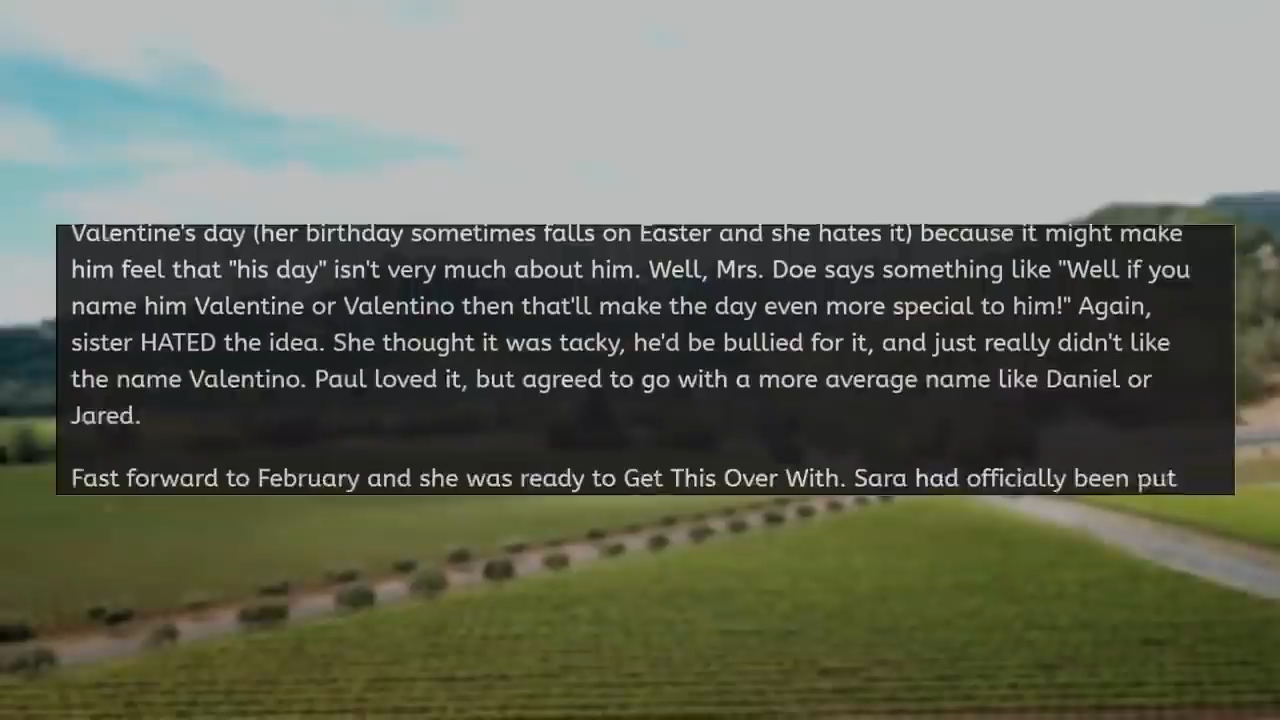 Valentine's day (her birthday sometimes falls on Easter and she hates it) because it might make
him feel that "his day" isn't very much about him. Well, Mrs. Doe says something like "Well if you
name him Valentine or Valentino then that'll make the day even more special to him!" Again,
sister HATED the idea. She thought it was tacky, he'd be bullied for it, and just really didn't like
the name Valentino. Paul loved it, but agreed to go with a more average name like Daniel or
Jared.
Fast forward to February and she was ready to Get This Over With. Sara had officially been put